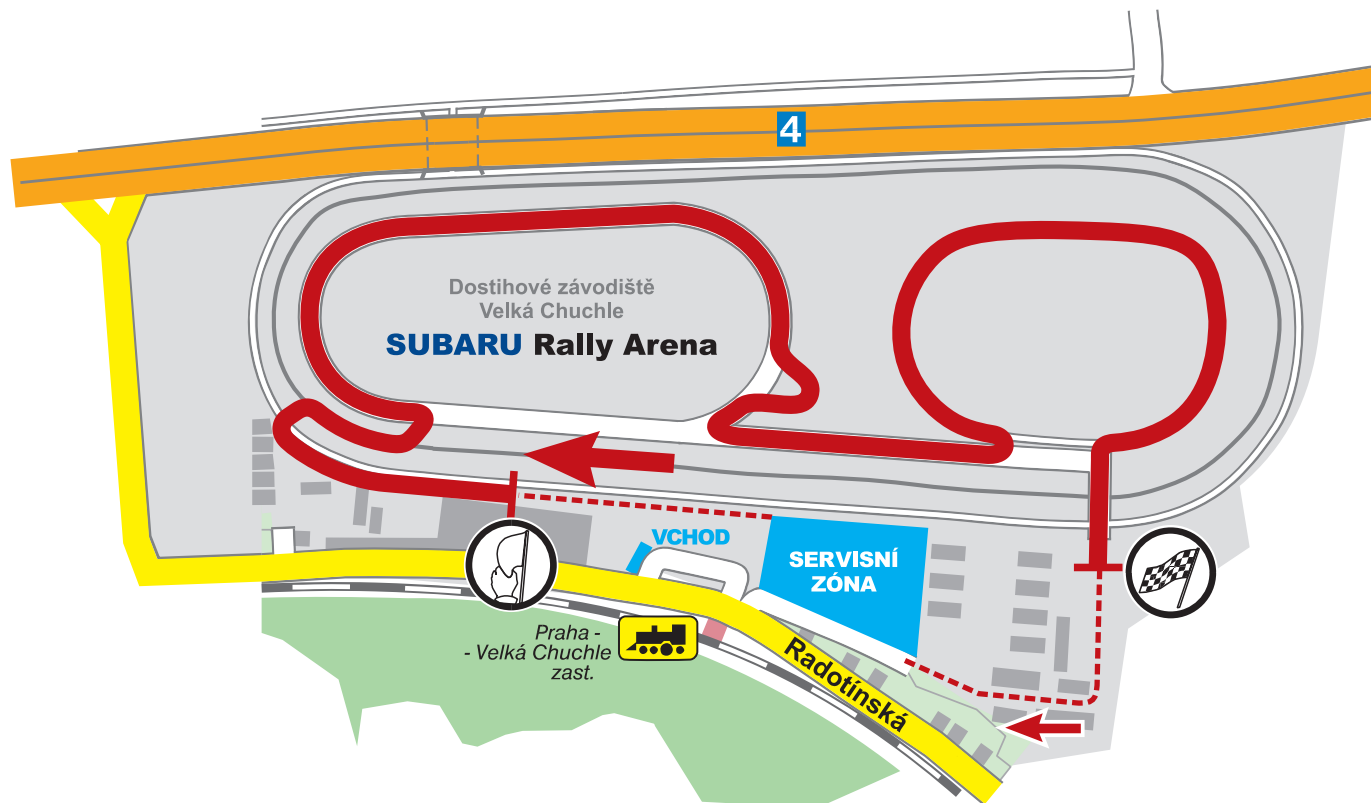 4
Dostihové závodiště
Velká Chuchle
SUBARU Rally Arena
VCHOD
SERVISNÍ
ZÓNA
Praha -
- Velká Chuchle
zast.
Radotínská